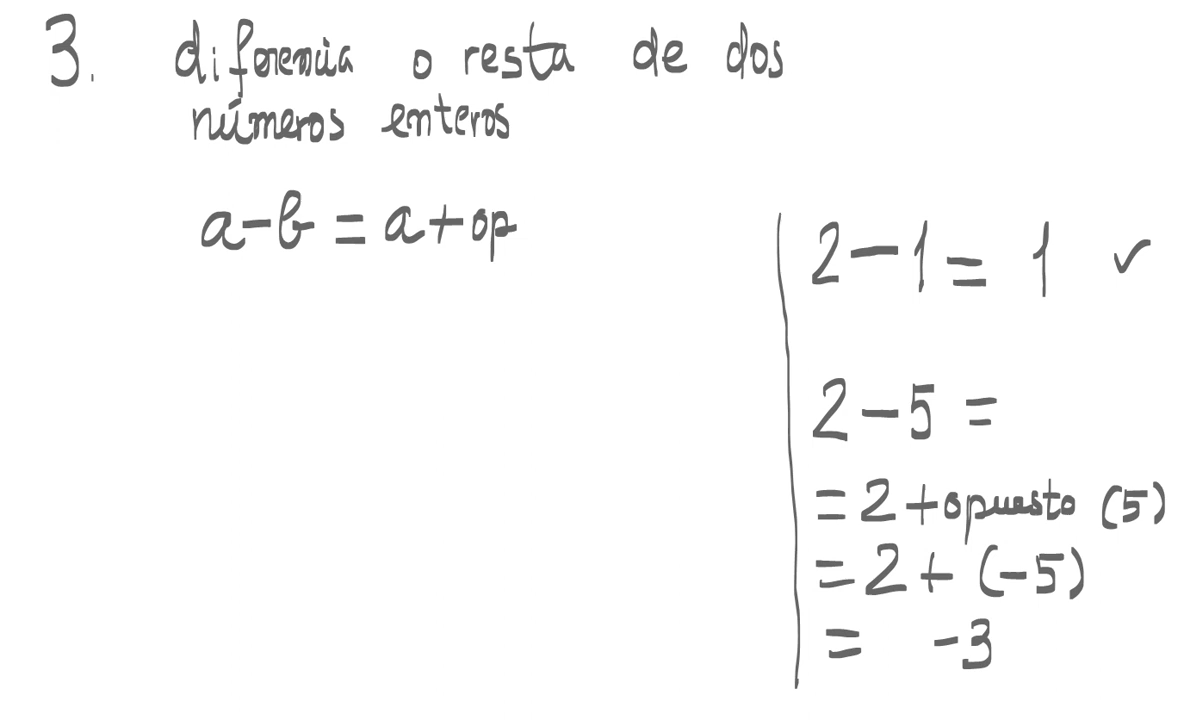 3. diferencia o resta de dos
números enteros
a-b = a+op
2-1 = 1 ✓
2-5 =
= 2+opuesto (5)
= 2+ (-5)
= -3